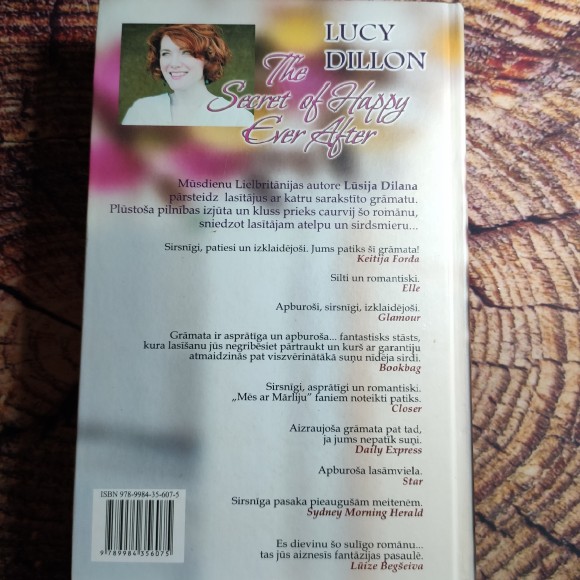 LUCY
DILLON
The
Secret of Happy
Ever After
Mūsdienu Lielbritānijas autore Lūsija Dilana
pārsteidz lasītājus ar katru sarakstīto grāmatu.
Plūstoša pilnības izjūta un kluss prieks caurvij šo romānu,
sniedzot lasītājam atelpu un sirdsmieru...
Sirsnīgi, patiesi un izklaidējoši. Jums patiks šī grāmata!
Keitija Forda
Silti un romantiski.
Elle
Apburoši, sirsnīgi, izklaidējoši.
Glamour
Grāmata ir asprātīga un apburoša... fantastisks stāsts,
kura lasīšanu jūs negribēsiet pārtraukt un kurš ar garantiju
atmaidzinās pat viszvērinātākā suņu nīdēja sirdi.
Bookbag
Sirsnīgi, asprātīgi un romantiski.
„Mēs ar Mārliju” faniem noteikti patiks.
Closer
Aizraujoša grāmata pat tad,
ja jums nepatīk suņi.
Daily Express
Apburoša lasāmviela.
Star
Sirsnīga pasaka pieaugušām meitenēm.
Sydney Morning Herald
Es dievinu šo sulīgo romānu...
tas jūs aiznesīs fantāzijas pasaulē.
Lūīze Begšeiva
ISBN 978-9984-35-607-5
9 789984 356075